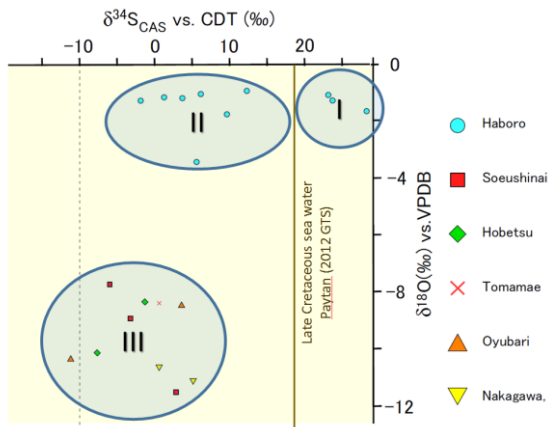 δ³⁴S_CAS vs. CDT (‰)
-10 0 10 20
0
-4
-8
-12
δ¹⁸O(‰) vs.VPDB
I
II
III
Late Cretaceous sea water
Paytan (2012 GTS)
Haboro
Soeushinai
Hobetsu
Tomamae
Oyubari
Nakagawa,